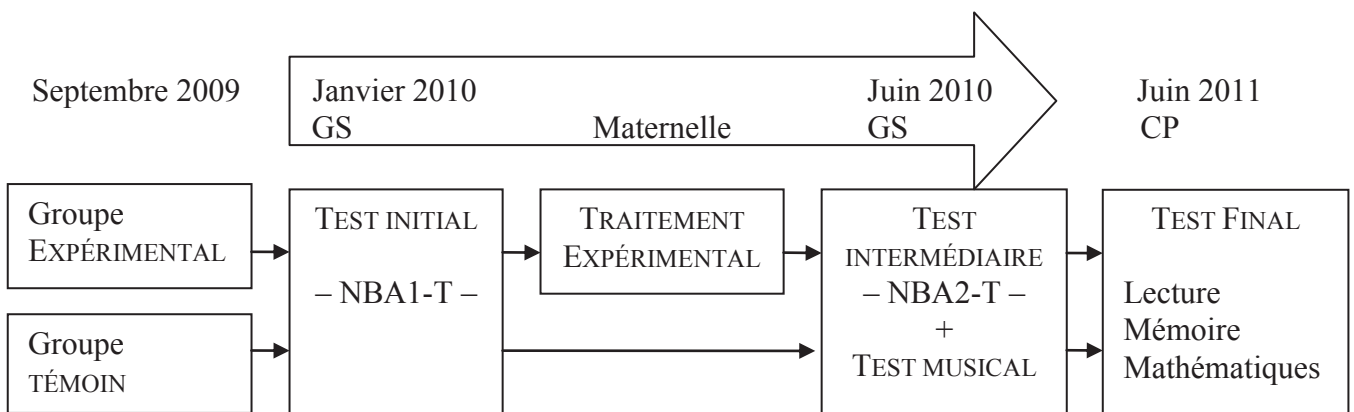 Septembre 2009
Janvier 2010
GS
Maternelle
Juin 2010
GS
Juin 2011
CP
Groupe
EXPÉRIMENTAL
Groupe
TÉMOIN
TEST INITIAL
– NBA1-T –
TRAITEMENT
EXPÉRIMENTAL
TEST
INTERMÉDIAIRE
– NBA2-T –
+
TEST MUSICAL
TEST FINAL
Lecture
Mémoire
Mathématiques